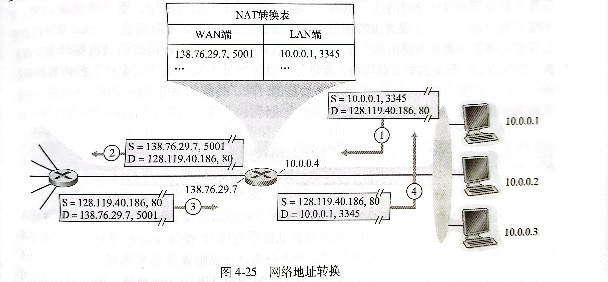 NAT转换表
WAN端 LAN端
138.76.29.7, 5001 10.0.0.1, 3345
… …
S = 10.0.0.1, 3345
D = 128.119.40.186, 80
1
10.0.0.1
S = 138.76.29.7, 5001
D = 128.119.40.186, 80
2
10.0.0.4
138.76.29.7
10.0.0.2
S = 128.119.40.186, 80
D = 138.76.29.7, 5001
3
S = 128.119.40.186, 80
D = 10.0.0.1, 3345
4
10.0.0.3
图 4-25 网络地址转换